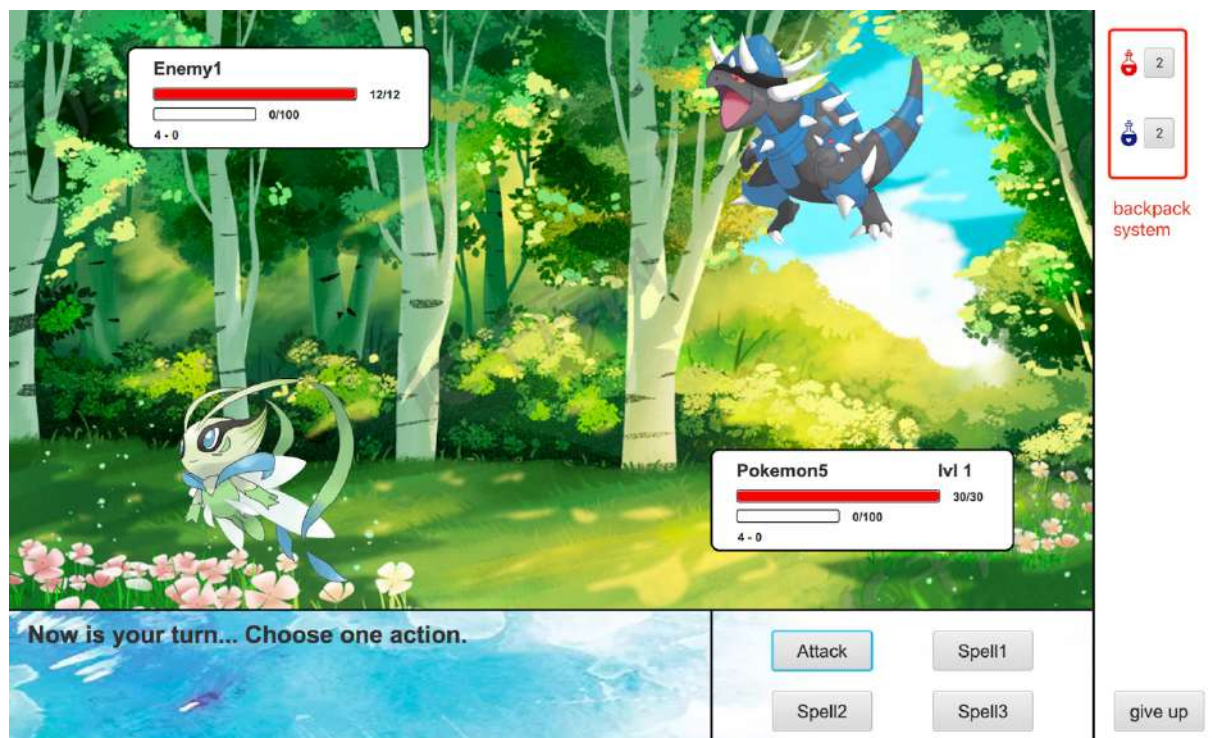 Enemy1
12/12
0/100
4 - 0
2
2
backpack
system
Pokemon5 lvl 1
30/30
0/100
4 - 0
Now is your turn... Choose one action.
Attack Spell1
Spell2 Spell3
give up